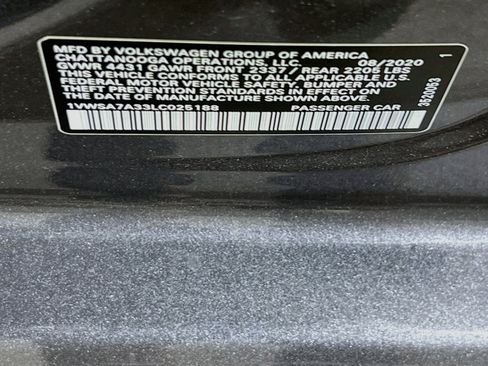 MFD BY VOLKSWAGEN GROUP OF AMERICA
CHATTANOOGA OPERATIONS, LLC. 08/2020
GVWR 4431 GAWR FRONT 2337/ REAR 2205 LBS
THIS VEHICLE CONFORMS TO ALL APPLICABLE
FEDERAL MOTOR VEHICLE SAFETY, BUMPER AND
THEFT PREVENTION STANDARDS IN EFFECT ON
THE DATE OF MANUFACTURE SHOWN ABOVE
1VWSA7A33LC025188 PASSENGER CAR
3620063
1